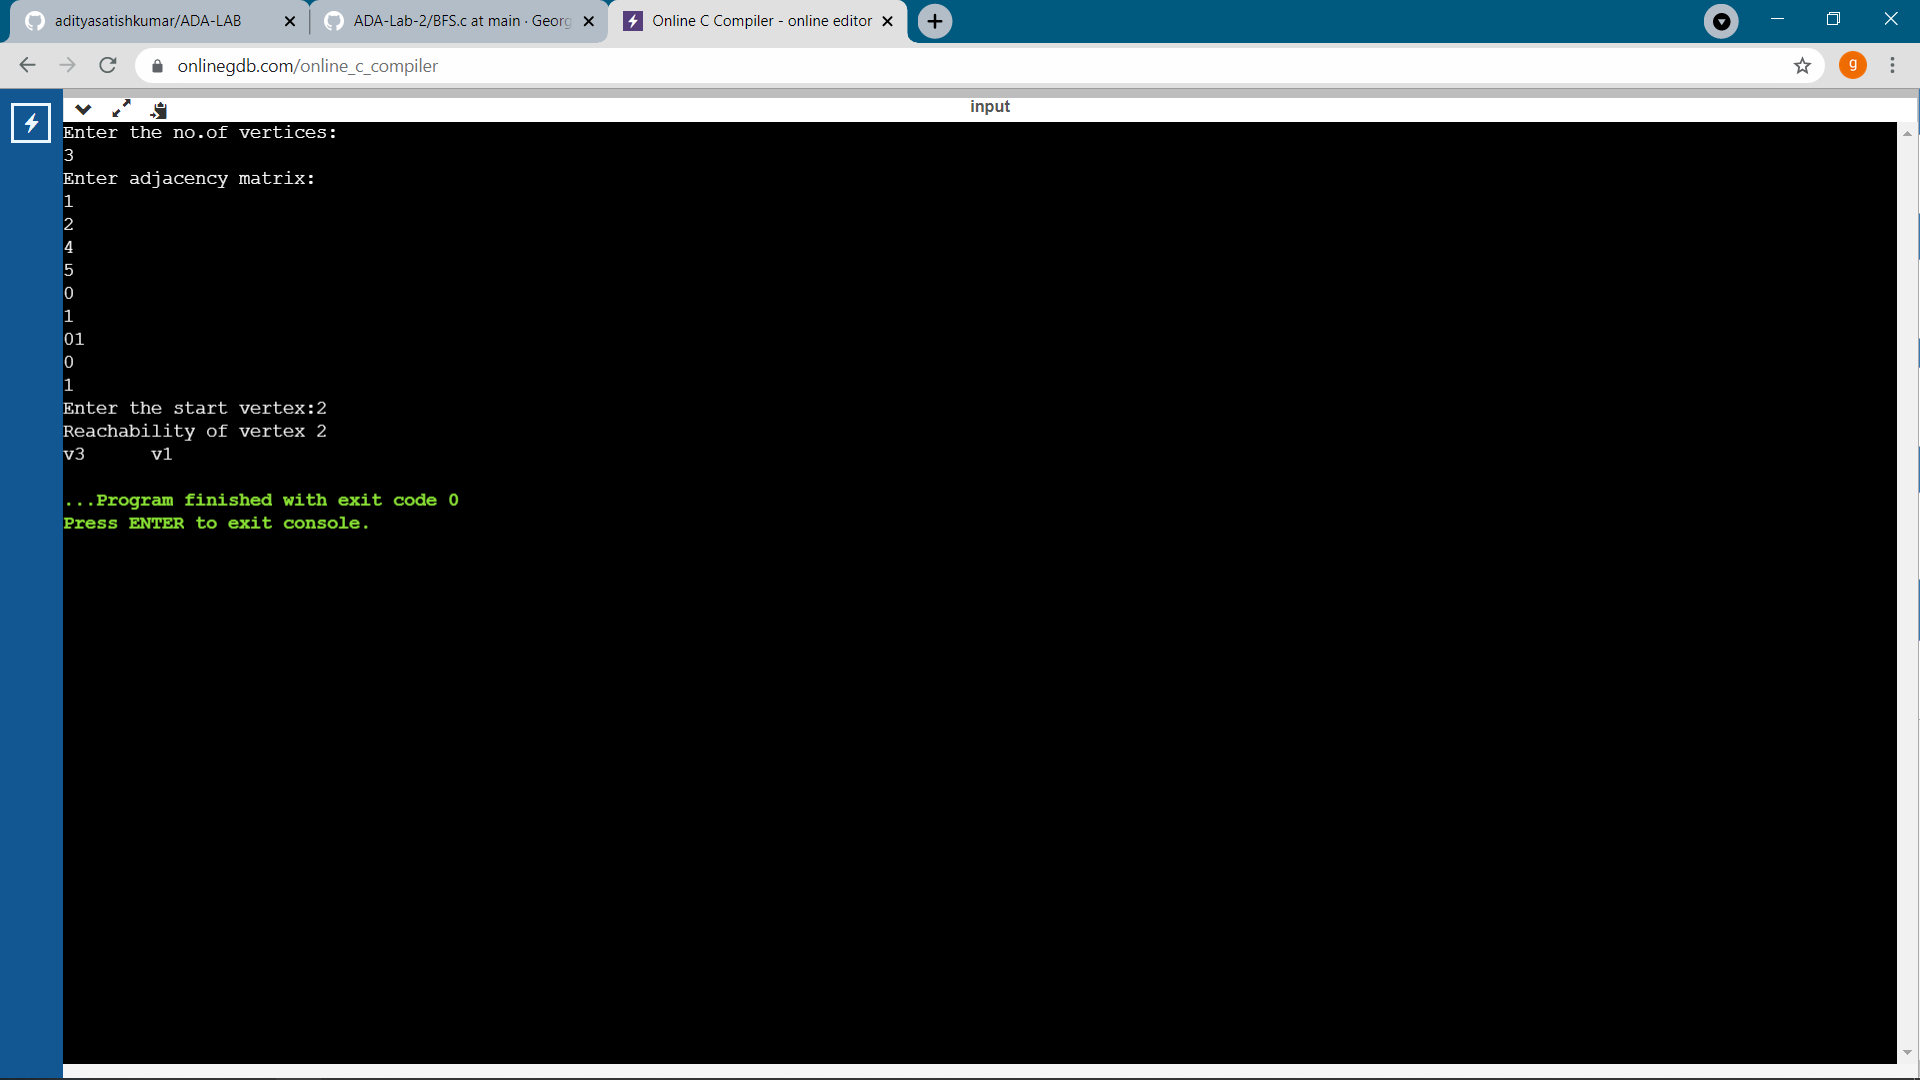 adityasatishkumar/ADA-LAB
ADA-Lab-2/BFS.c at main · Georg
Online C Compiler - online editor
onlinegdb.com/online_c_compiler
g
input
Enter the no.of vertices:
3
Enter adjacency matrix:
1
2
4
5
0
1
01
0
1
Enter the start vertex:2
Reachability of vertex 2
v3 v1
...Program finished with exit code 0
Press ENTER to exit console.